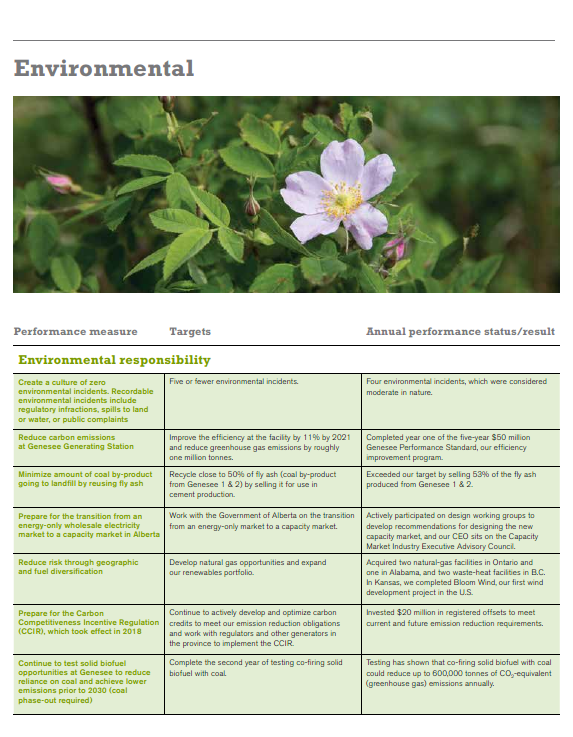 Environmental
Performance measure Targets Annual performance status/result
Environmental responsibility
Create a culture of zero
environmental incidents. Recordable
environmental incidents include
regulatory infractions, spills to land
or water, or public complaints
Five or fewer environmental incidents.
Four environmental incidents, which were considered
moderate in nature.
Reduce carbon emissions
at Genesee Generating Station
Improve the efficiency at the facility by 11% by 2021
and reduce greenhouse gas emissions by roughly
one million tonnes.
Completed year one of the five-year $50 million
Genesee Performance Standard, our efficiency
improvement program.
Minimize amount of coal by-product
going to landfill by reusing fly ash
Recycle close to 50% of fly ash (coal by-product
from Genesee 1 & 2) by selling it for use in
cement production.
Exceeded our target by selling 53% of the fly ash
produced from Genesee 1 & 2.
Prepare for the transition from an
energy-only wholesale electricity
market to a capacity market in Alberta
Work with the Government of Alberta on the transition
from an energy-only market to a capacity market.
Actively participated on design working groups to
develop recommendations for designing the new
capacity market, and our CEO sits on the Capacity
Market Industry Executive Advisory Council.
Reduce risk through geographic
and fuel diversification
Develop natural gas opportunities and expand
our renewables portfolio.
Acquired two natural-gas facilities in Ontario and
one in Alabama, and two waste-heat facilities in B.C.
In Kansas, we completed Bloom Wind, our first wind
development project in the U.S.
Prepare for the Carbon
Competitiveness Incentive Regulation
(CCIR), which took effect in 2018
Continue to actively develop and optimize carbon
credits to meet our emission reduction obligations
and work with regulators and other generators in
the province to implement the CCIR.
Invested $20 million in registered offsets to meet
current and future emission reduction requirements.
Continue to test solid biofuel
opportunities at Genesee to reduce
reliance on coal and achieve lower
emissions prior to 2030 (coal
phase-out required)
Complete the second year of testing co-firing solid
biofuel with coal.
Testing has shown that co-firing solid biofuel with coal
could reduce up to 600,000 tonnes of CO₂-equivalent
(greenhouse gas) emissions annually.